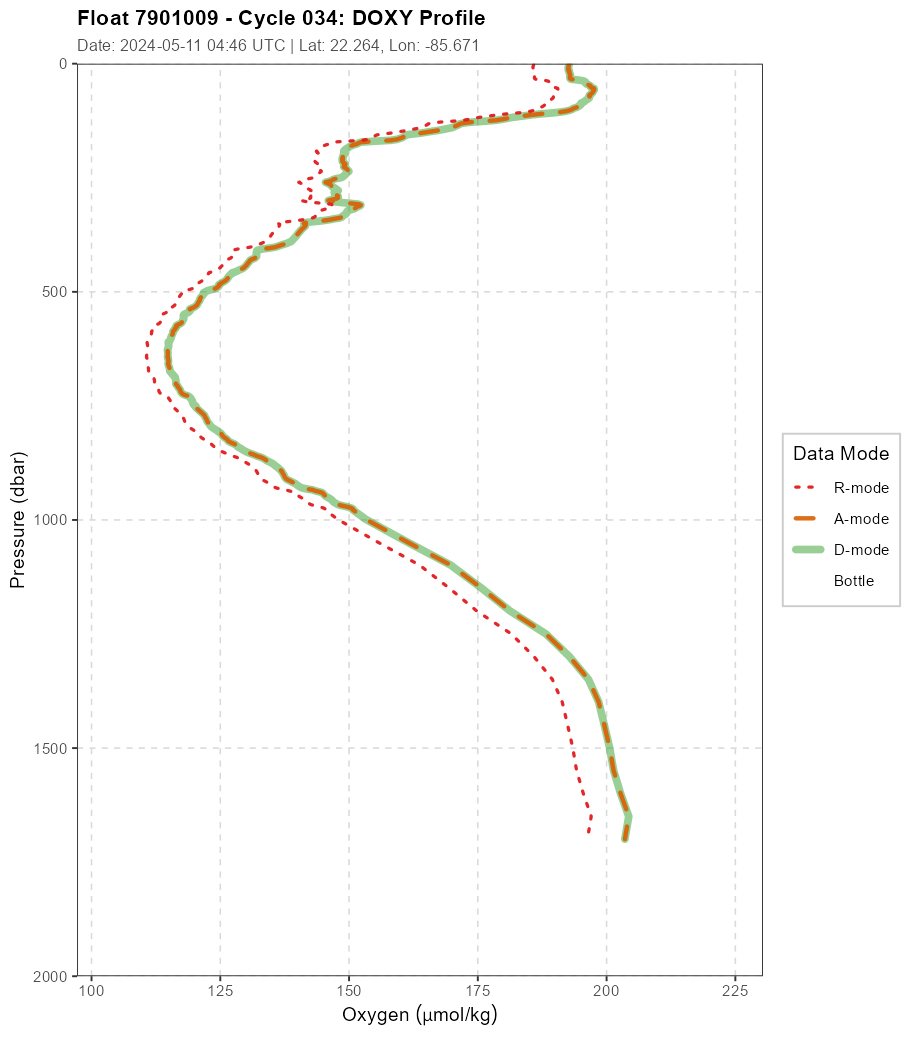 Float 7901009 - Cycle 034: DOXY Profile
Date: 2024-05-11 04:46 UTC | Lat: 22.264, Lon: -85.671
0
500
1000
1500
2000
Pressure (dbar)
100 125 150 175 200 225
Oxygen (μmol/kg)
Data Mode
R-mode
A-mode
D-mode
Bottle